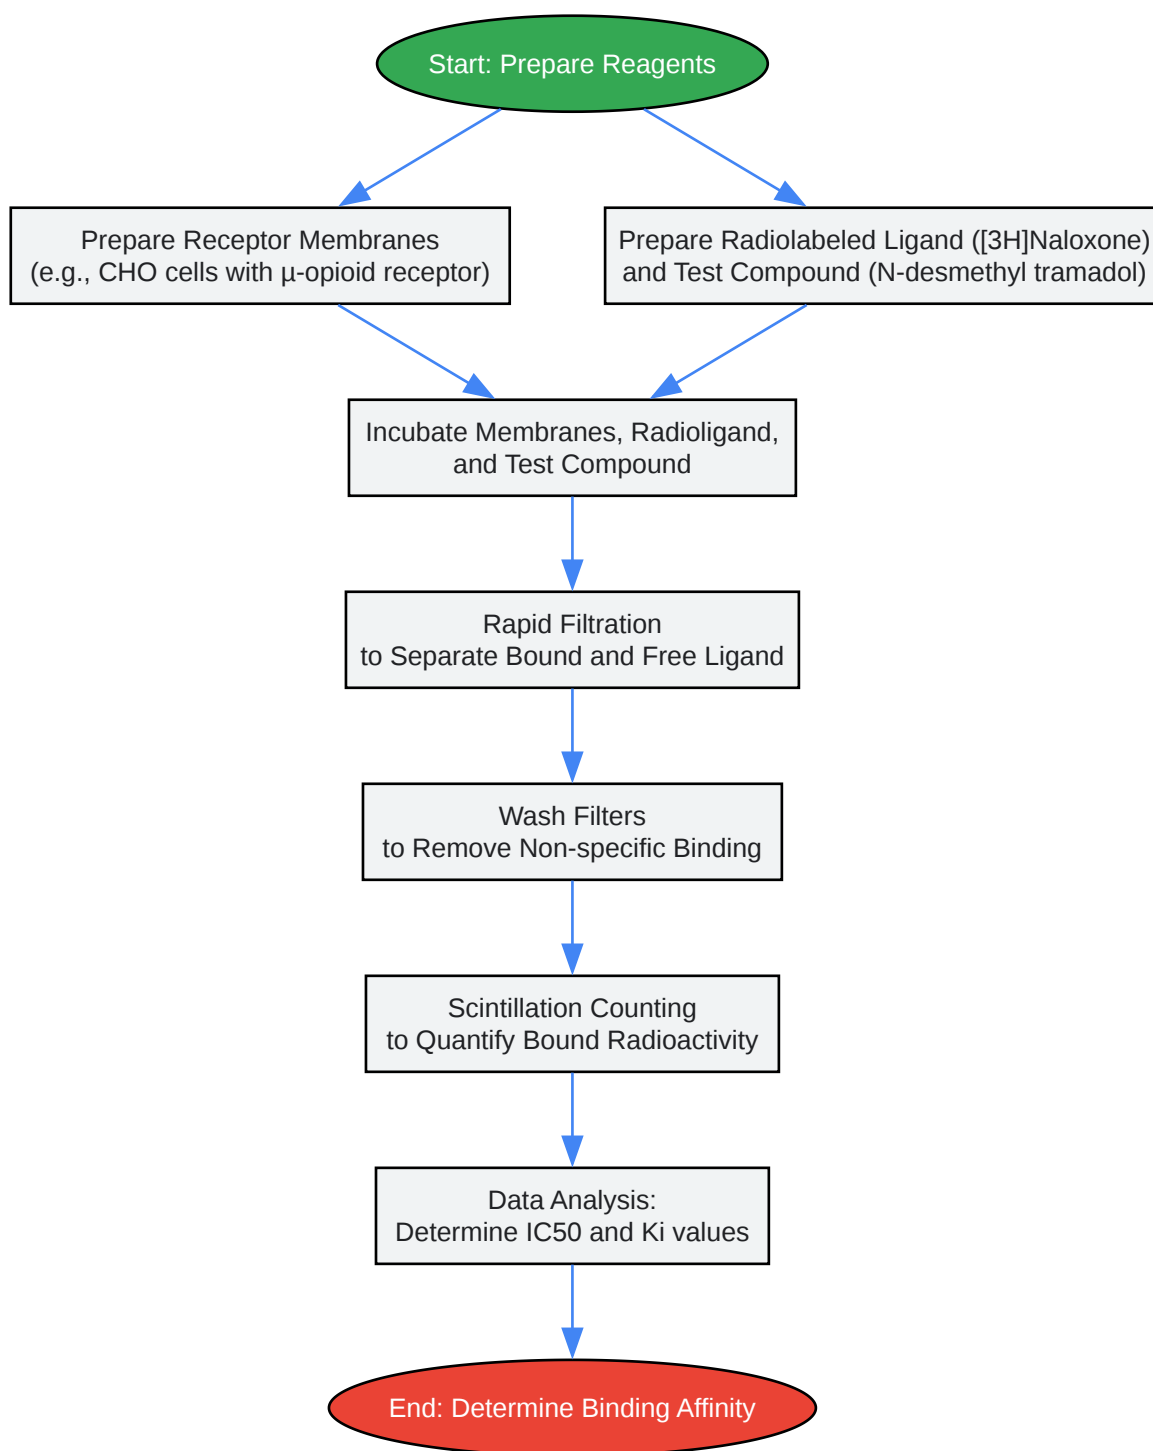 Start: Prepare Reagents
Prepare Receptor Membranes
(e.g., CHO cells with µ-opioid receptor)
Prepare Radiolabeled Ligand ([3H]Naloxone)
and Test Compound (N-desmethyl tramadol)
Incubate Membranes, Radioligand,
and Test Compound
Rapid Filtration
to Separate Bound and Free Ligand
Wash Filters
to Remove Non-specific Binding
Scintillation Counting
to Quantify Bound Radioactivity
Data Analysis:
Determine IC50 and Ki values
End: Determine Binding Affinity